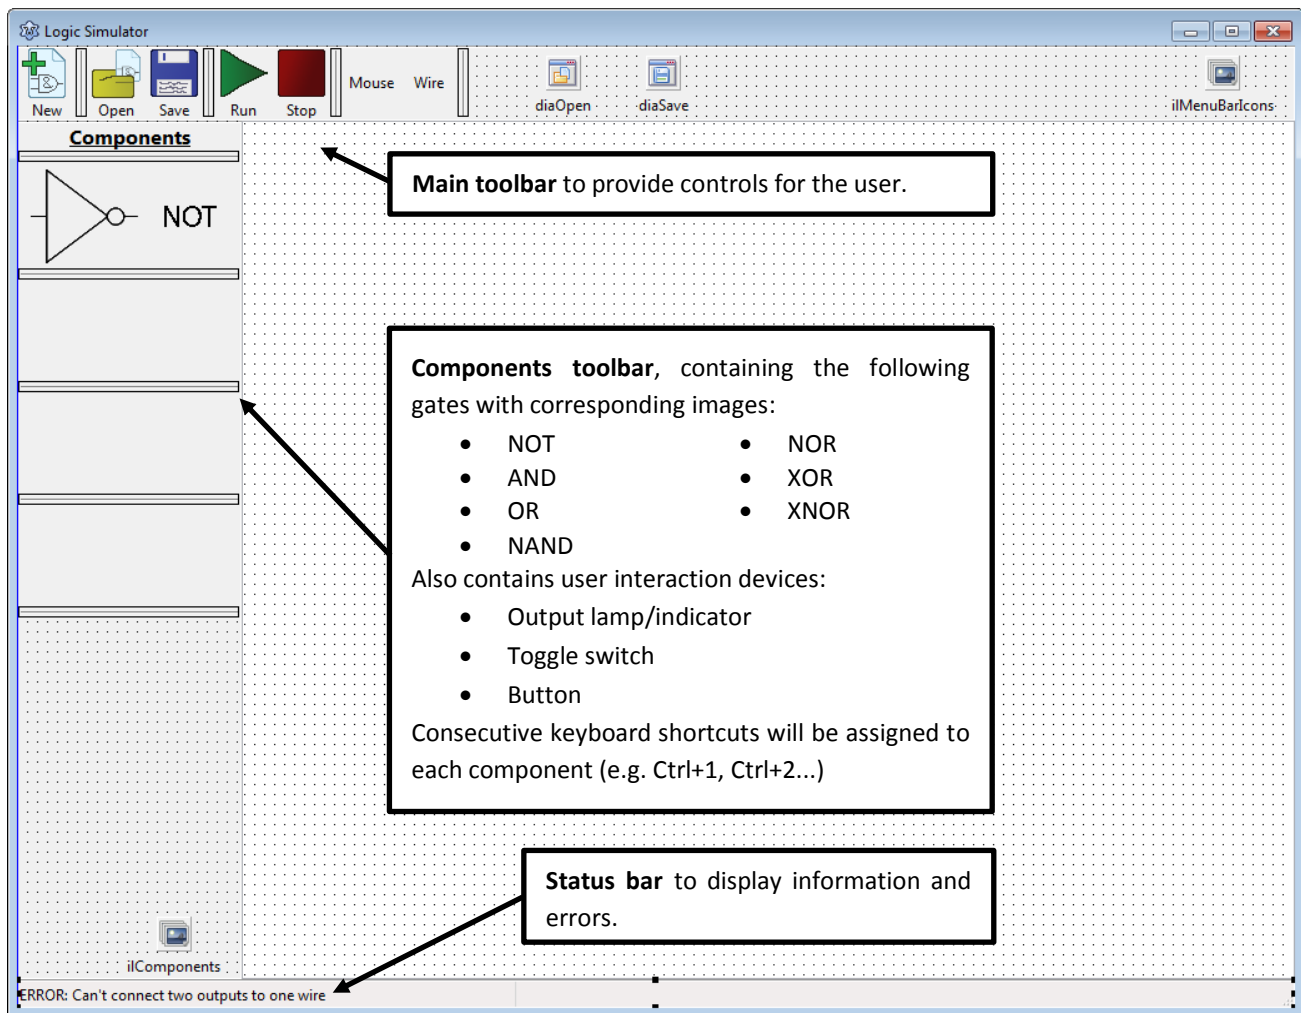 Logic Simulator
New Open Save Run Stop Mouse Wire diaOpen diaSave ilMenuBarIcons
Components
NOT
Main toolbar to provide controls for the user.
Components toolbar, containing the following
gates with corresponding images:
• NOT
• AND
• OR
• NAND
• NOR
• XOR
• XNOR
Also contains user interaction devices:
• Output lamp/indicator
• Toggle switch
• Button
Consecutive keyboard shortcuts will be assigned to
each component (e.g. Ctrl+1, Ctrl+2...)
Status bar to display information and
errors.
ilComponents
ERROR: Can't connect two outputs to one wire